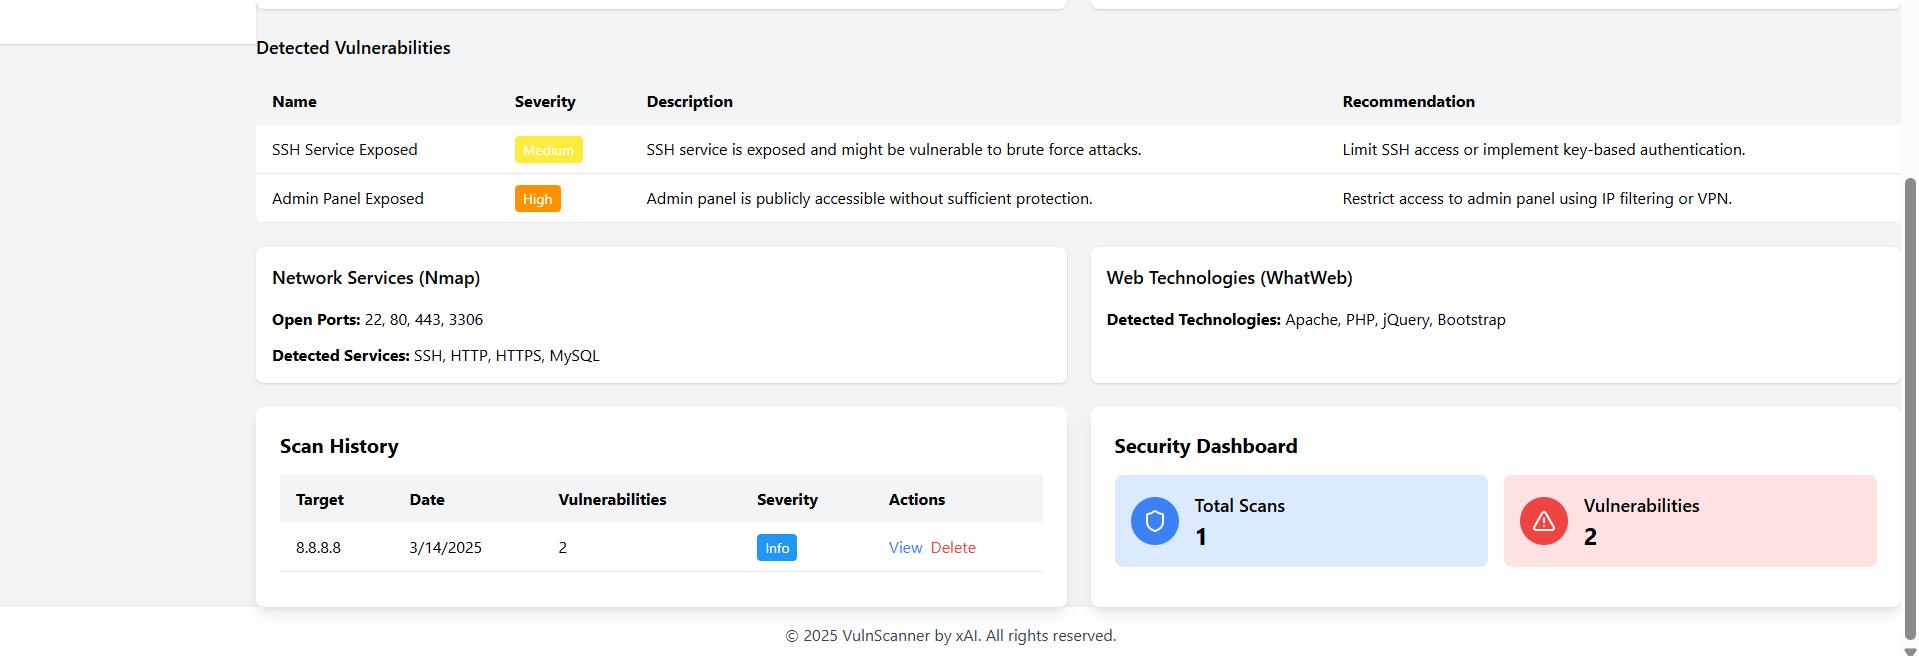 Detected Vulnerabilities
Name Severity Description Recommendation
SSH Service Exposed Medium SSH service is exposed and might be vulnerable to brute force attacks. Limit SSH access or implement key-based authentication.
Admin Panel Exposed High Admin panel is publicly accessible without sufficient protection. Restrict access to admin panel using IP filtering or VPN.
Network Services (Nmap)
Open Ports: 22, 80, 443, 3306
Detected Services: SSH, HTTP, HTTPS, MySQL
Web Technologies (WhatWeb)
Detected Technologies: Apache, PHP, jQuery, Bootstrap
Scan History
Target Date Vulnerabilities Severity Actions
8.8.8.8 3/14/2025 2 Info View Delete
Security Dashboard
Total Scans
1
Vulnerabilities
2
© 2025 VulnScanner by xAI. All rights reserved.